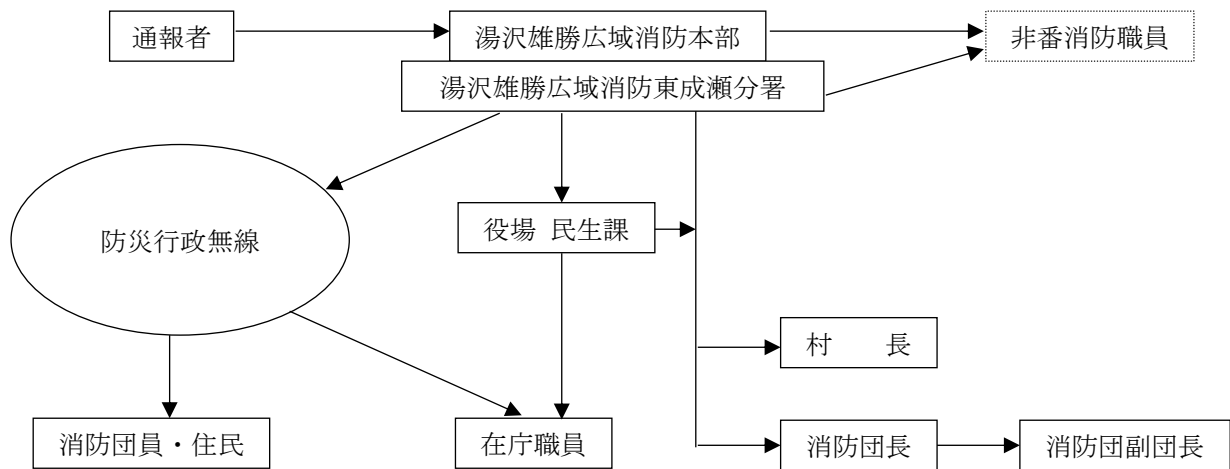 通報者
湯沢雄勝広域消防本部
非番消防職員
湯沢雄勝広域消防東成瀬分署
防災行政無線
役場 民生課
村　　長
消防団員・住民
在庁職員
消防団長
消防団副団長